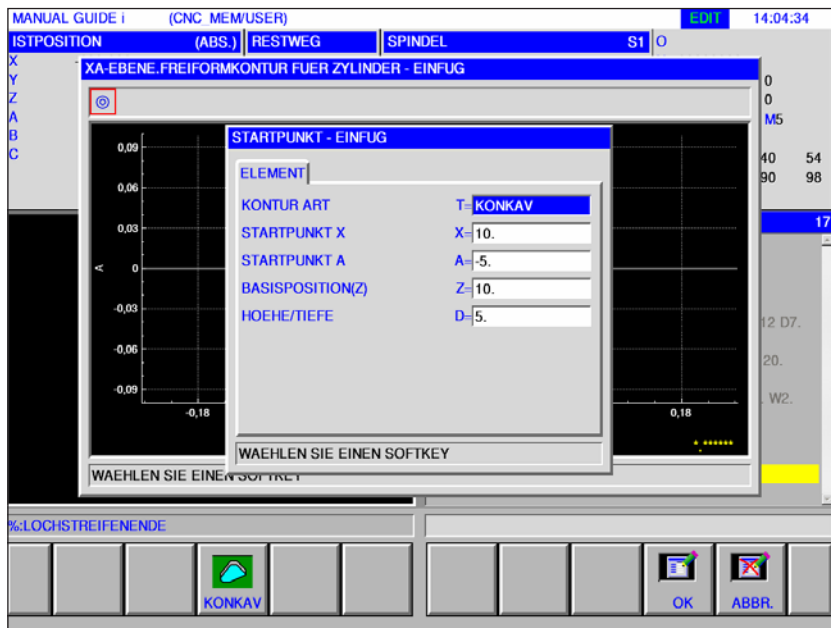 MANUAL GUIDE i (CNC_MEM/USER) EDIT 14:04:34
ISTPOSITION (ABS.) RESTWEG SPINDEL S1 O
X
Y
Z
A
B
C
XA-EBENE.FREIFORMKONTUR FUER ZYLINDER - EINFUG
0
0
M5
40 54
90 98
17
12 D7.
20.
W2.
0,09
0,06
0,03
0
-0,03
-0,06
-0,09
A
-0,18
0,18
*.******
STARTPUNKT - EINFUG
ELEMENT
KONTUR ART T=KONKAV
STARTPUNKT X X=10.
STARTPUNKT A A=-5.
BASISPOSITION(Z) Z=10.
HOEHE/TIEFE D=5.
WAEHLEN SIE EINEN SOFTKEY
WAEHLEN SIE EINEN SOFTKEY
%:LOCHSTREIFENENDE
KONKAV OK ABBR.